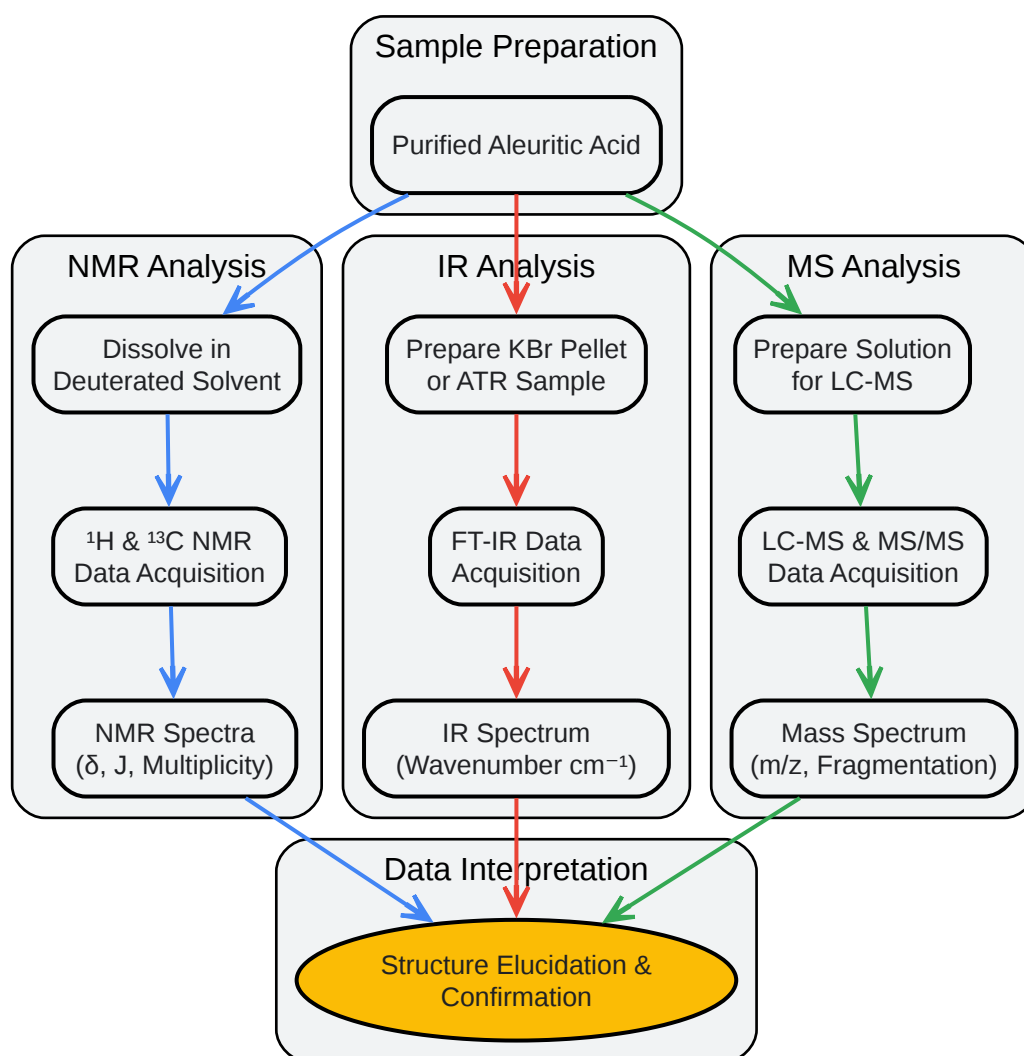 Sample Preparation
Purified Aleuritic Acid
NMR Analysis
Dissolve in
Deuterated Solvent
¹H & ¹³C NMR
Data Acquisition
NMR Spectra
(δ, J, Multiplicity)
IR Analysis
Prepare KBr Pellet
or ATR Sample
FT-IR Data
Acquisition
IR Spectrum
(Wavenumber cm⁻¹)
MS Analysis
Prepare Solution
for LC-MS
LC-MS & MS/MS
Data Acquisition
Mass Spectrum
(m/z, Fragmentation)
Data Interpretation
Structure Elucidation &
Confirmation